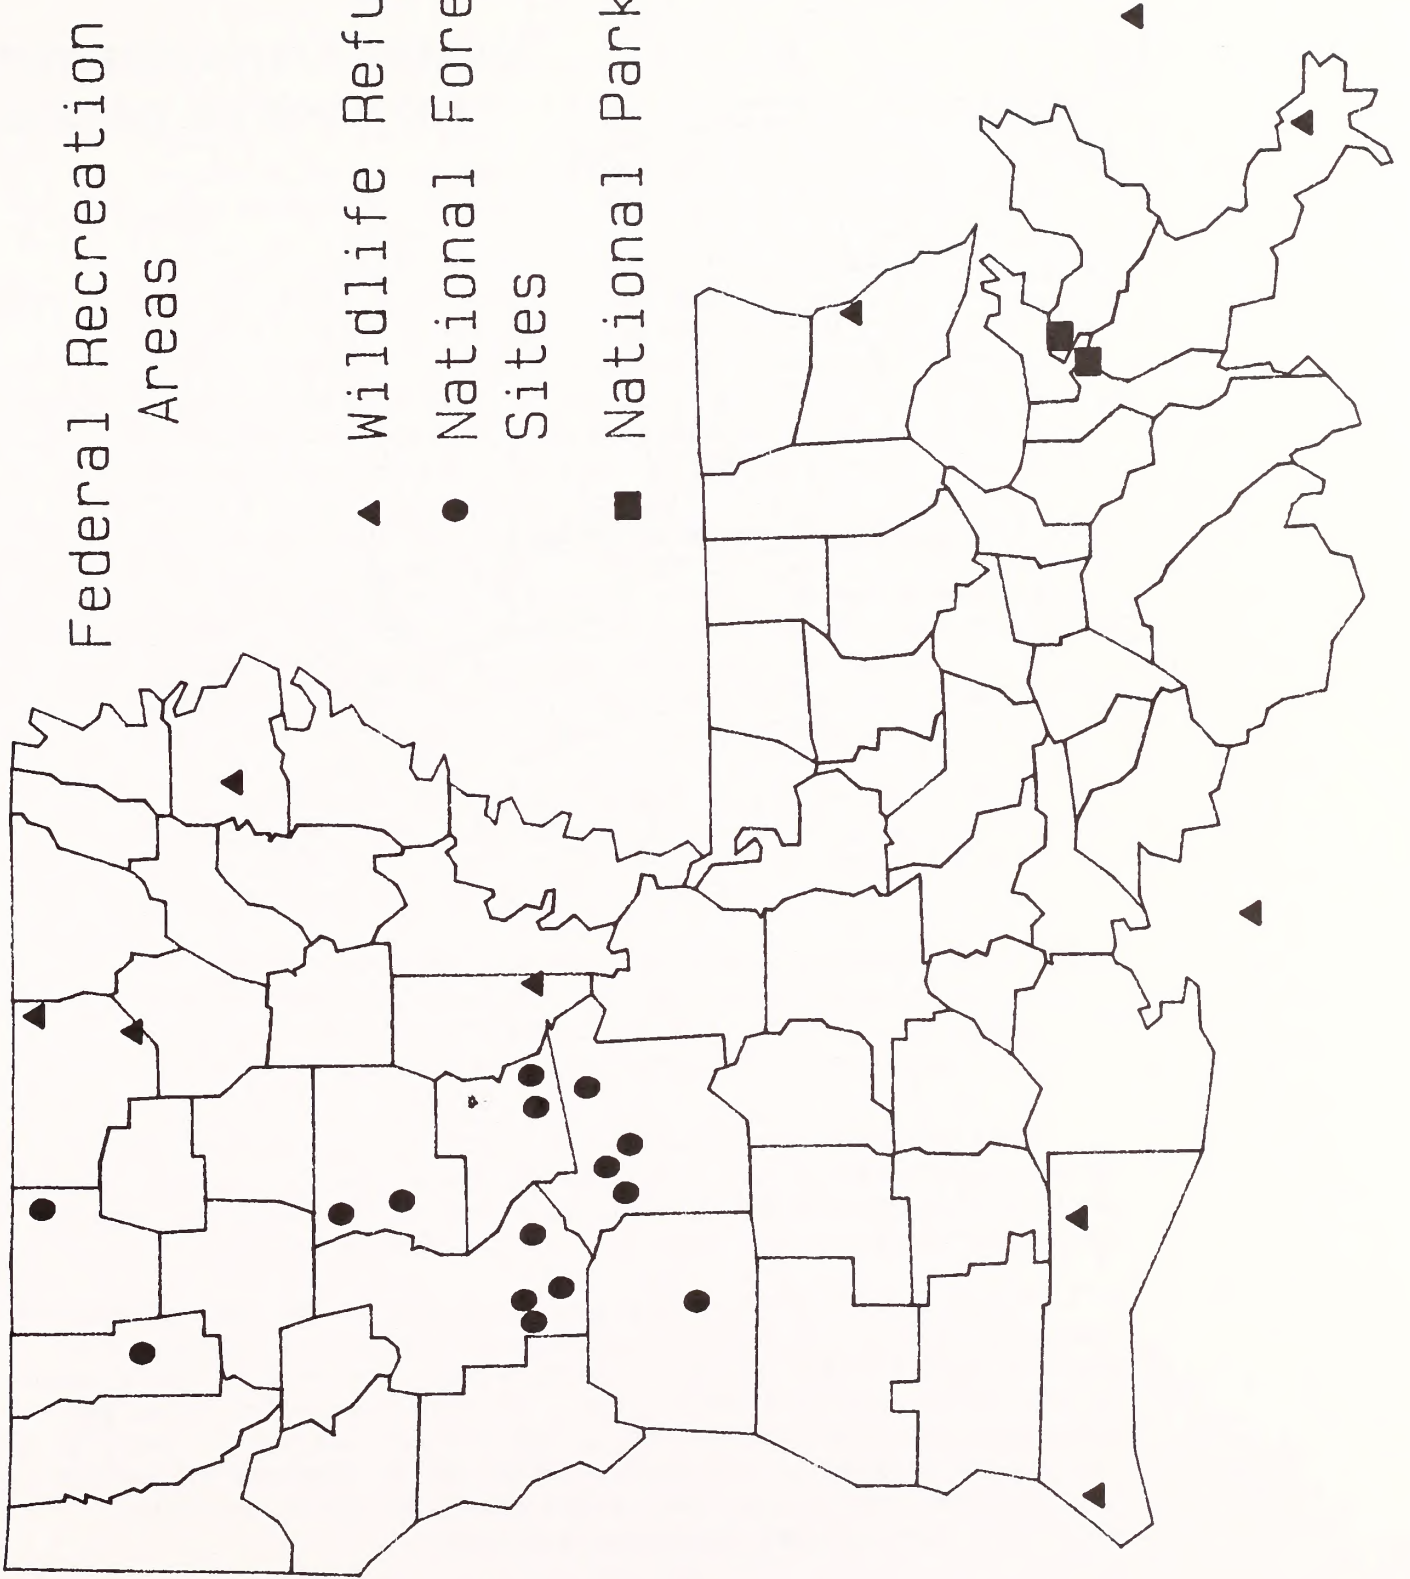 Federal Recreation
Areas
Wildlife Refu
National Fore
Sites
National Park